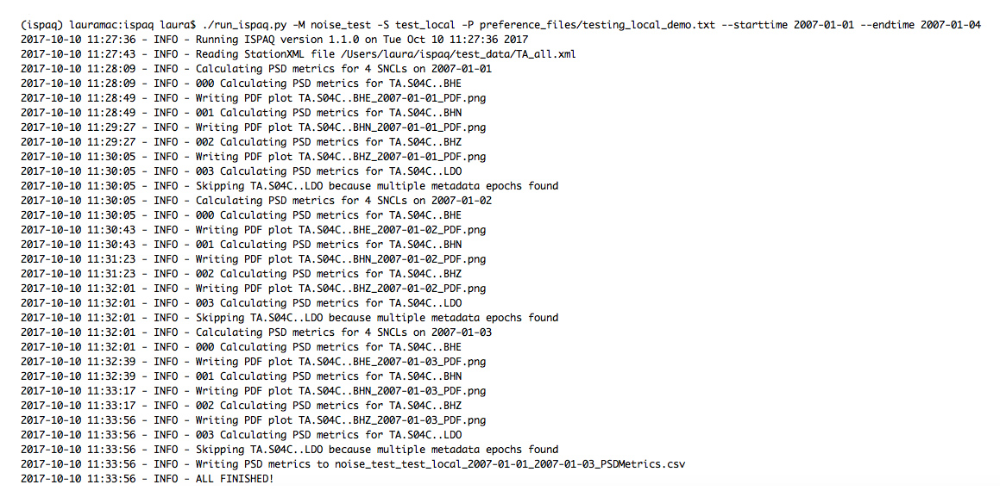 (ispaq) lauramac:ispaq laura$ ./run_ispaq.py -M noise_test -S test_local -P preference_files/testing_local_demo.txt --starttime 2007-01-01 --endtime 2007-01-04
2017-10-10 11:27:36 - INFO - Running ISPAQ version 1.1.0 on Tue Oct 10 11:27:36 2017
2017-10-10 11:27:43 - INFO - Reading StationXML file /Users/laura/ispaq/test_data/TA_all.xml
2017-10-10 11:28:09 - INFO - Calculating PSD metrics for 4 SNCLs on 2007-01-01
2017-10-10 11:28:09 - INFO - 000 Calculating PSD metrics for TA.S04C..BHE
2017-10-10 11:28:49 - INFO - Writing PDF plot TA.S04C..BHE_2007-01-01_PDF.png
2017-10-10 11:28:49 - INFO - 001 Calculating PSD metrics for TA.S04C..BHN
2017-10-10 11:29:27 - INFO - Writing PDF plot TA.S04C..BHN_2007-01-01_PDF.png
2017-10-10 11:29:27 - INFO - 002 Calculating PSD metrics for TA.S04C..BHZ
2017-10-10 11:30:05 - INFO - Writing PDF plot TA.S04C..BHZ_2007-01-01_PDF.png
2017-10-10 11:30:05 - INFO - 003 Calculating PSD metrics for TA.S04C..LDO
2017-10-10 11:30:05 - INFO - Skipping TA.S04C..LDO because multiple metadata epochs found
2017-10-10 11:30:05 - INFO - Calculating PSD metrics for 4 SNCLs on 2007-01-02
2017-10-10 11:30:05 - INFO - 000 Calculating PSD metrics for TA.S04C..BHE
2017-10-10 11:30:43 - INFO - Writing PDF plot TA.S04C..BHE_2007-01-02_PDF.png
2017-10-10 11:30:43 - INFO - 001 Calculating PSD metrics for TA.S04C..BHN
2017-10-10 11:31:23 - INFO - Writing PDF plot TA.S04C..BHN_2007-01-02_PDF.png
2017-10-10 11:31:23 - INFO - 002 Calculating PSD metrics for TA.S04C..BHZ
2017-10-10 11:32:01 - INFO - Writing PDF plot TA.S04C..BHZ_2007-01-02_PDF.png
2017-10-10 11:32:01 - INFO - 003 Calculating PSD metrics for TA.S04C..LDO
2017-10-10 11:32:01 - INFO - Skipping TA.S04C..LDO because multiple metadata epochs found
2017-10-10 11:32:01 - INFO - Calculating PSD metrics for 4 SNCLs on 2007-01-03
2017-10-10 11:32:01 - INFO - 000 Calculating PSD metrics for TA.S04C..BHE
2017-10-10 11:32:39 - INFO - Writing PDF plot TA.S04C..BHE_2007-01-03_PDF.png
2017-10-10 11:32:39 - INFO - 001 Calculating PSD metrics for TA.S04C..BHN
2017-10-10 11:33:17 - INFO - Writing PDF plot TA.S04C..BHN_2007-01-03_PDF.png
2017-10-10 11:33:17 - INFO - 002 Calculating PSD metrics for TA.S04C..BHZ
2017-10-10 11:33:56 - INFO - Writing PDF plot TA.S04C..BHZ_2007-01-03_PDF.png
2017-10-10 11:33:56 - INFO - 003 Calculating PSD metrics for TA.S04C..LDO
2017-10-10 11:33:56 - INFO - Skipping TA.S04C..LDO because multiple metadata epochs found
2017-10-10 11:33:56 - INFO - Writing PSD metrics to noise_test_test_local_2007-01-01_2007-01-03_PSDMetrics.csv
2017-10-10 11:33:56 - INFO - ALL FINISHED!